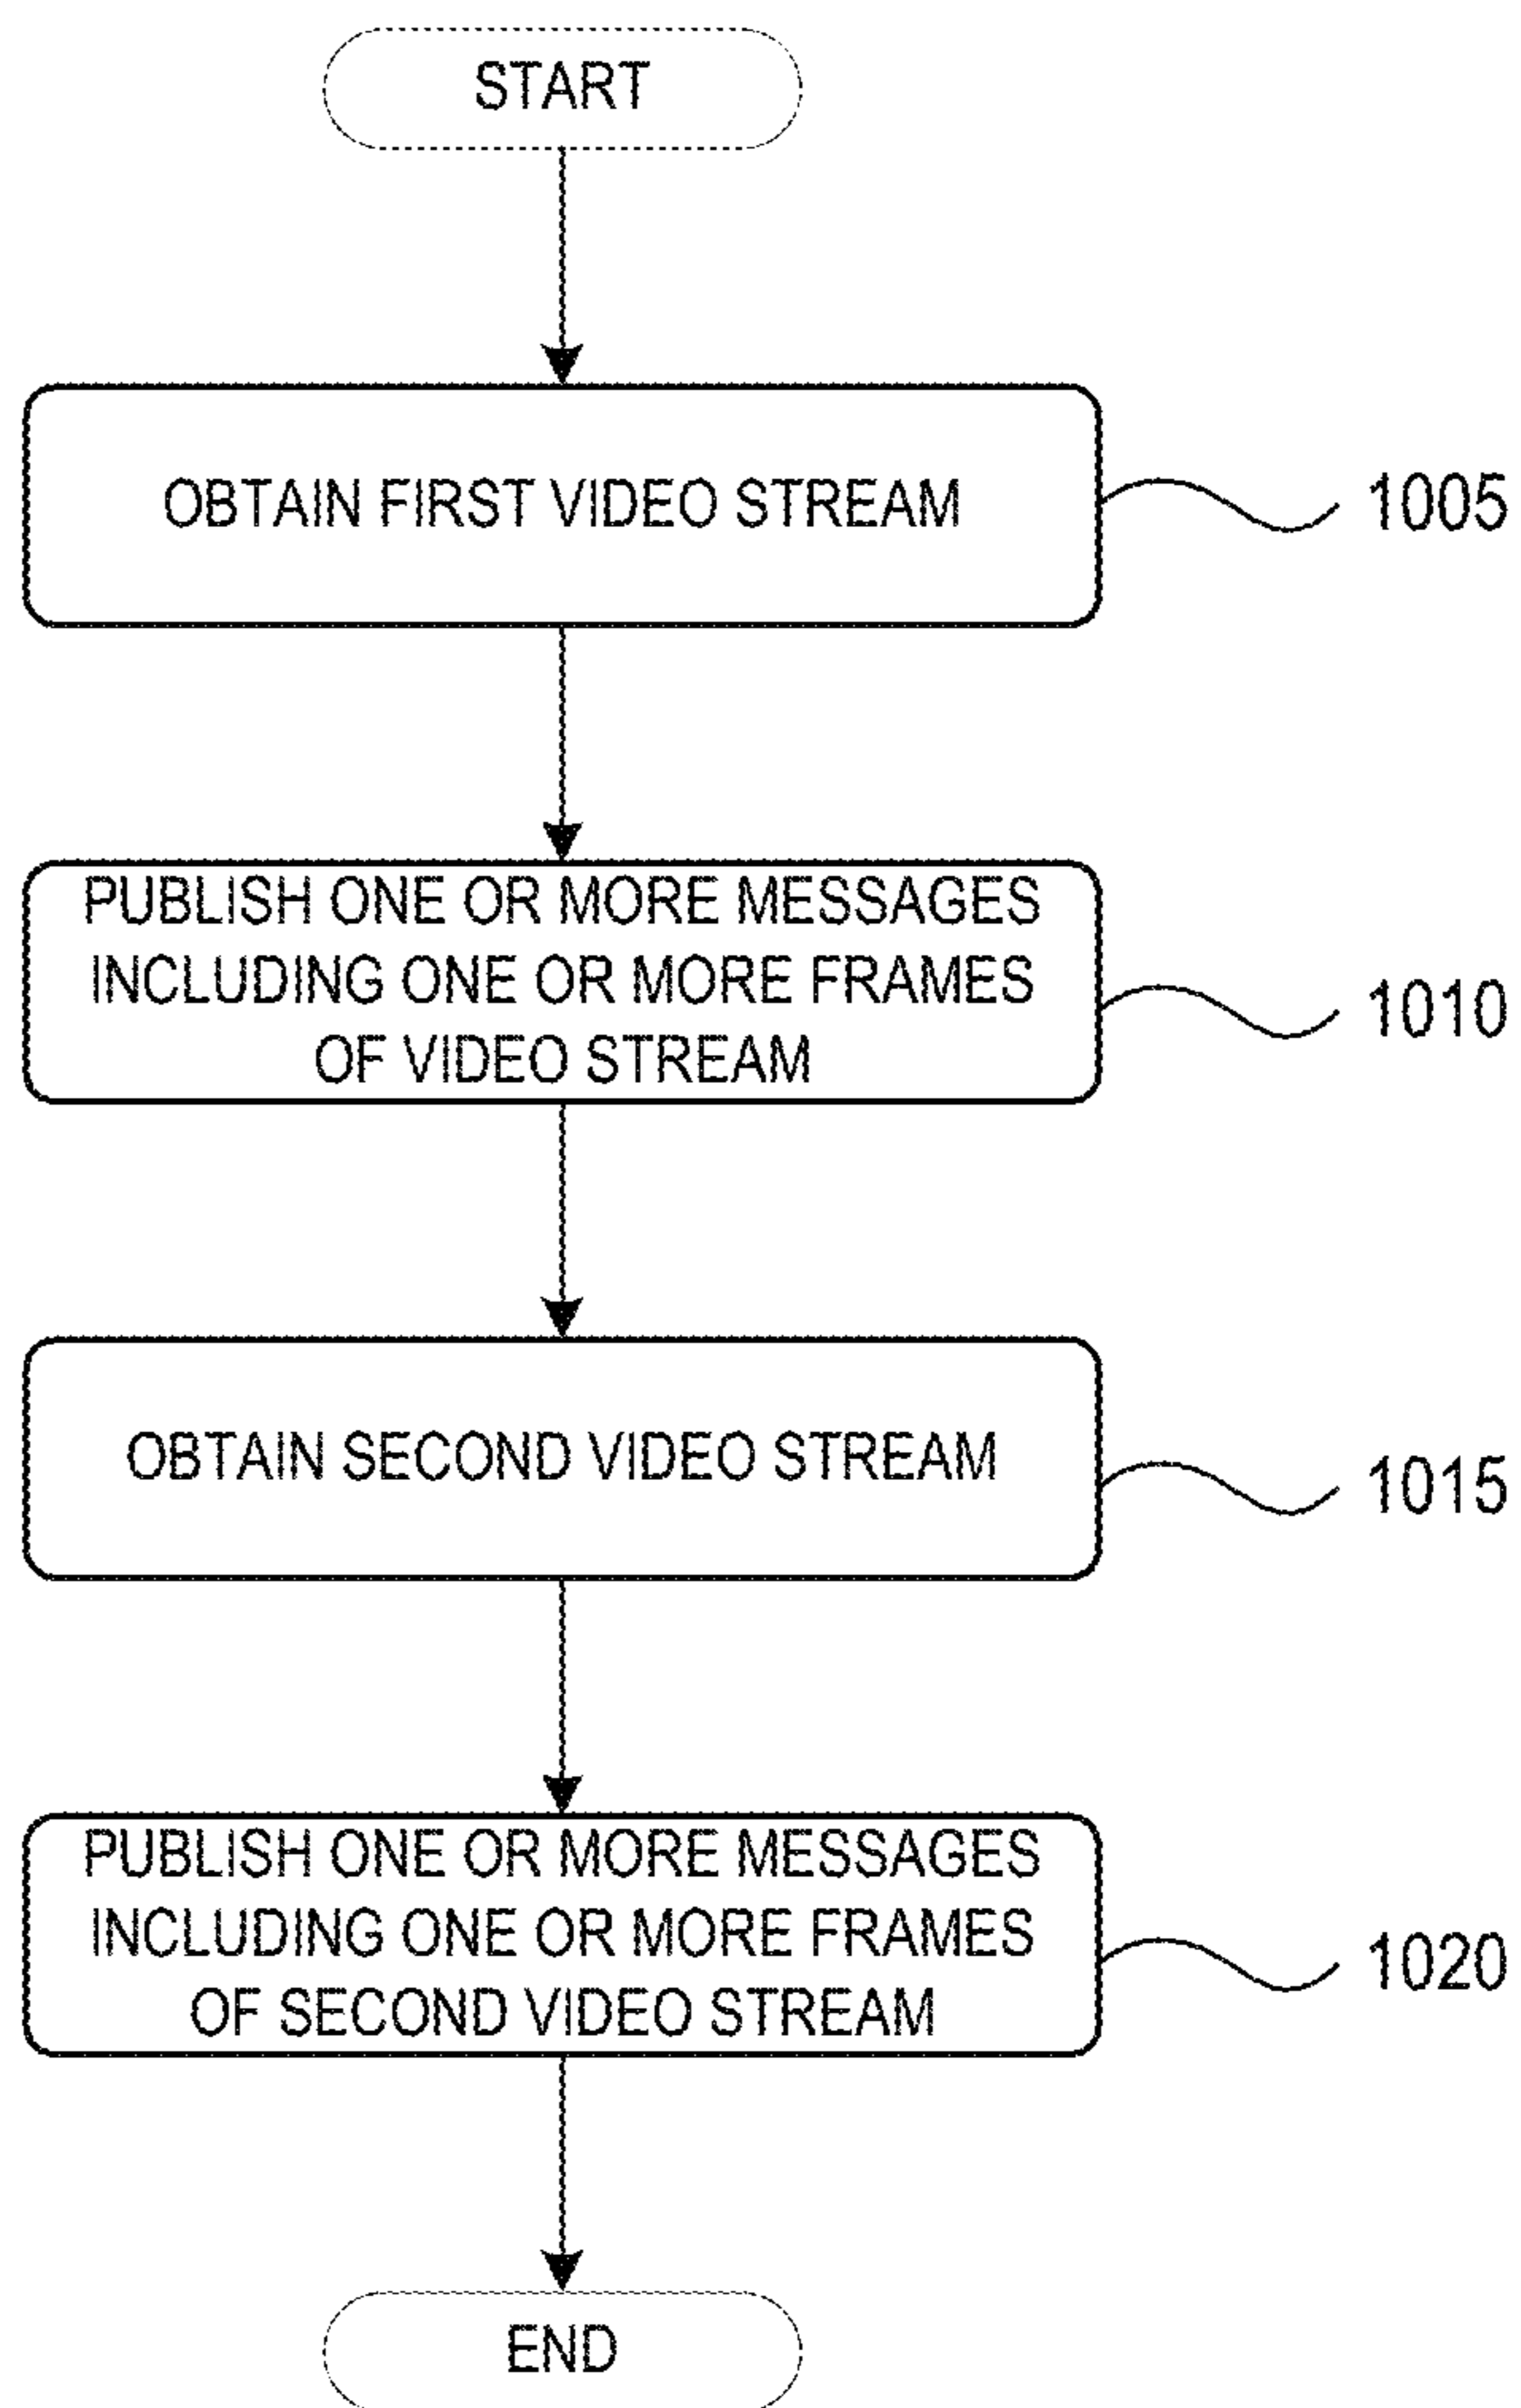 START
OBTAIN FIRST VIDEO STREAM
1005
PUBLISH ONE OR MORE MESSAGES
INCLUDING ONE OR MORE FRAMES
OF VIDEO STREAM
1010
OBTAIN SECOND VIDEO STREAM
1015
PUBLISH ONE OR MORE MESSAGES
INCLUDING ONE OR MORE FRAMES
OF SECOND VIDEO STREAM
1020
END